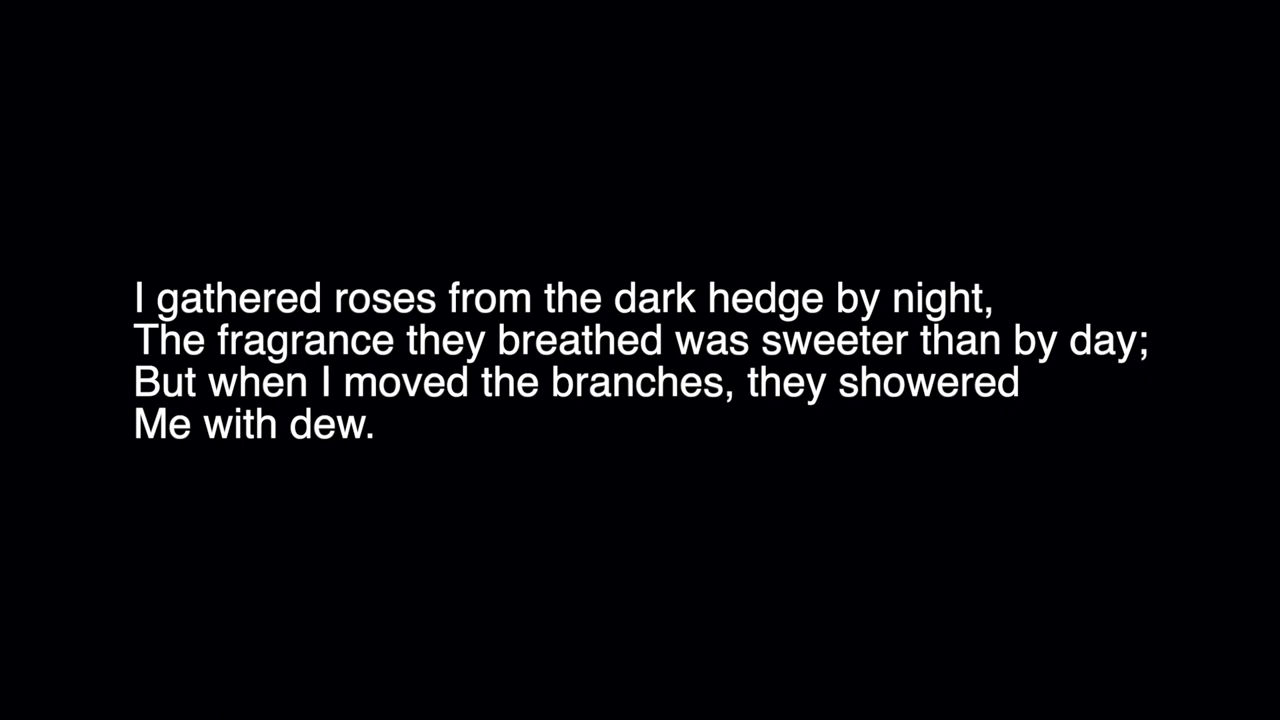 I gathered roses from the dark hedge by night,
The fragrance they breathed was sweeter than by day;
But when I moved the branches, they showered
Me with dew.